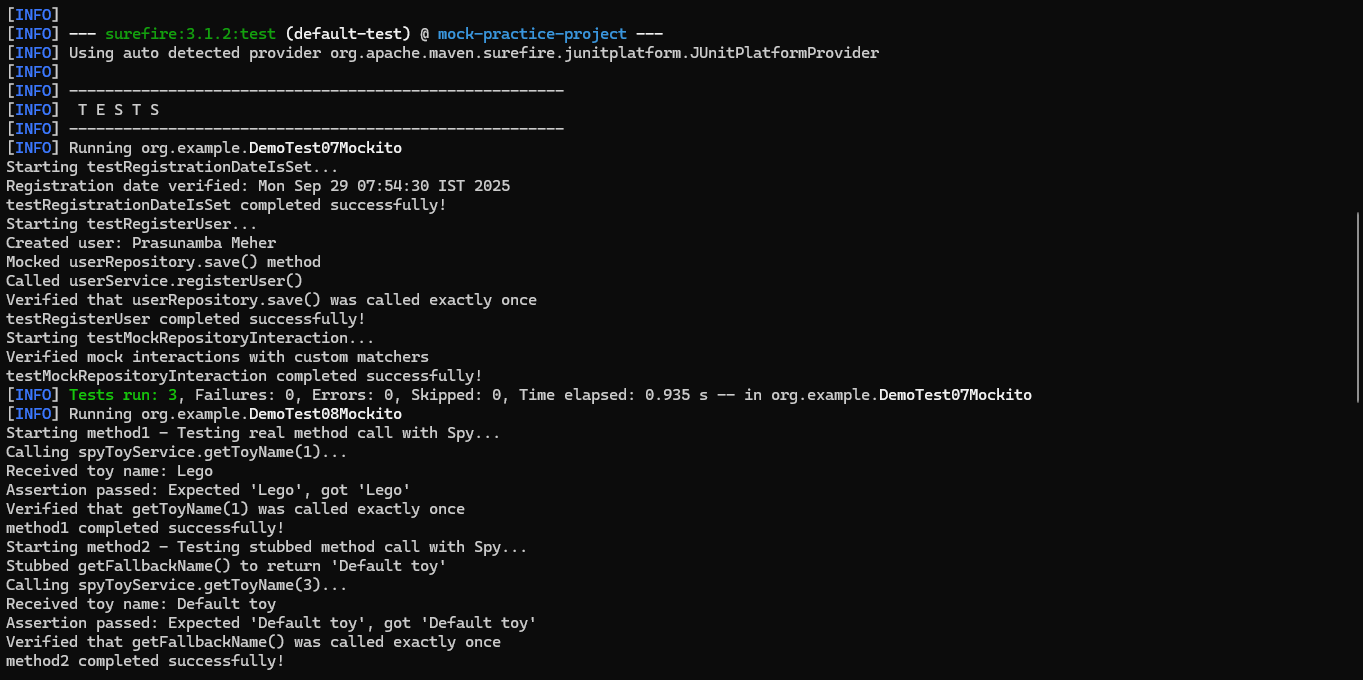 [INFO]
[INFO] --- surefire:3.1.2:test (default-test) @ mock-practice-project ---
[INFO] Using auto detected provider org.apache.maven.surefire.junitplatform.JUnitPlatformProvider
[INFO]
[INFO] -------------------------------------------------------
[INFO]  T E S T S
[INFO] -------------------------------------------------------
[INFO] Running org.example.DemoTest07Mockito
Starting testRegistrationDateIsSet...
Registration date verified: Mon Sep 29 07:54:30 IST 2025
testRegistrationDateIsSet completed successfully!
Starting testRegisterUser...
Created user: Prasunamba Meher
Mocked userRepository.save() method
Called userService.registerUser()
Verified that userRepository.save() was called exactly once
testRegisterUser completed successfully!
Starting testMockRepositoryInteraction...
Verified mock interactions with custom matchers
testMockRepositoryInteraction completed successfully!
[INFO] Tests run: 3, Failures: 0, Errors: 0, Skipped: 0, Time elapsed: 0.935 s -- in org.example.DemoTest07Mockito
[INFO] Running org.example.DemoTest08Mockito
Starting method1 - Testing real method call with Spy...
Calling spyToyService.getToyName(1)...
Received toy name: Lego
Assertion passed: Expected 'Lego', got 'Lego'
Verified that getToyName(1) was called exactly once
method1 completed successfully!
Starting method2 - Testing stubbed method call with Spy...
Stubbed getFallbackName() to return 'Default toy'
Calling spyToyService.getToyName(3)...
Received toy name: Default toy
Assertion passed: Expected 'Default toy', got 'Default toy'
Verified that getFallbackName() was called exactly once
method2 completed successfully!